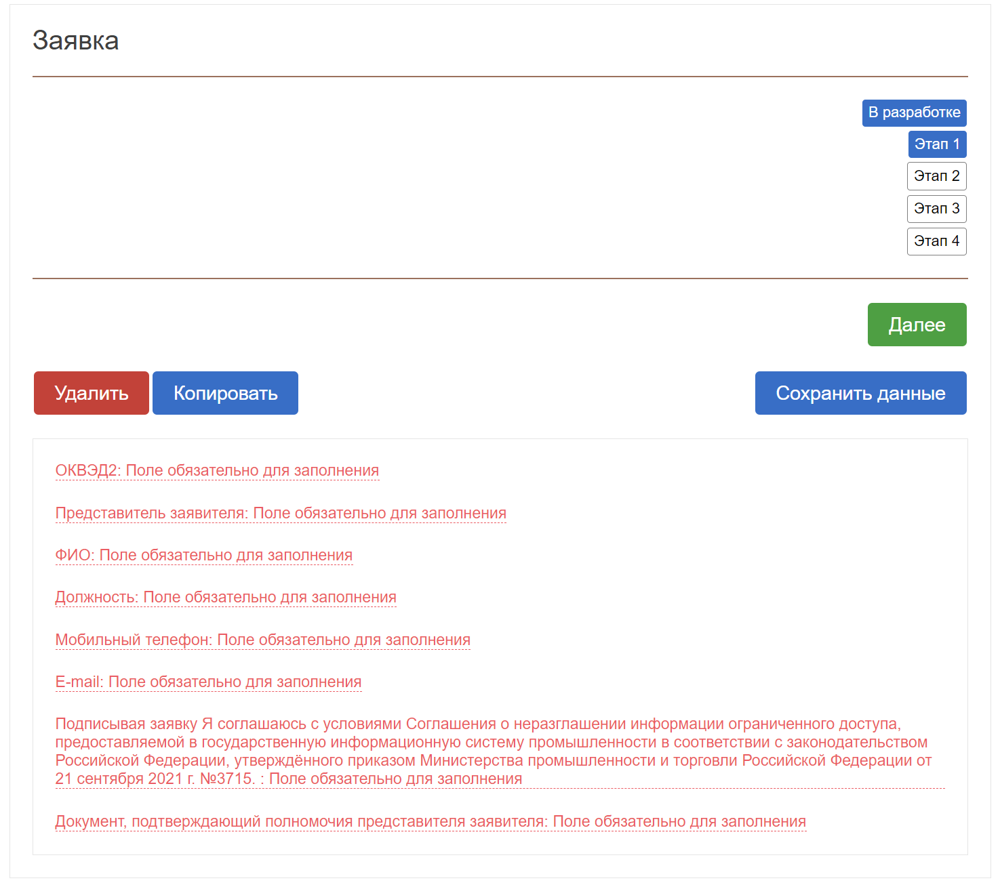 Заявка
В разработке
Этап 1
Этап 2
Этап 3
Этап 4
Далее
Удалить
Копировать
Сохранить данные
ОКВЭД2: Поле обязательно для заполнения
Представитель заявителя: Поле обязательно для заполнения
ФИО: Поле обязательно для заполнения
Должность: Поле обязательно для заполнения
Мобильный телефон: Поле обязательно для заполнения
E-mail: Поле обязательно для заполнения
Подписывая заявку Я соглашаюсь с условиями Соглашения о неразглашении информации ограниченного доступа,
предоставляемой в государственную информационную систему промышленности в соответствии с законодательством
Российской Федерации, утверждённого приказом Министерства промышленности и торговли Российской Федерации от
21 сентября 2021 г. №3715. : Поле обязательно для заполнения
Документ, подтверждающий полномочия представителя заявителя: Поле обязательно для заполнения